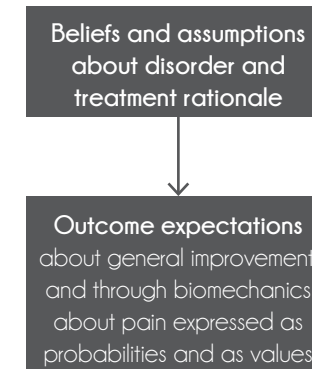 Beliefs and assumptions
about disorder and
treatment rationale
Outcome expectations
about general improvement
and through biomechanics
about pain expressed as
probabilities and as values